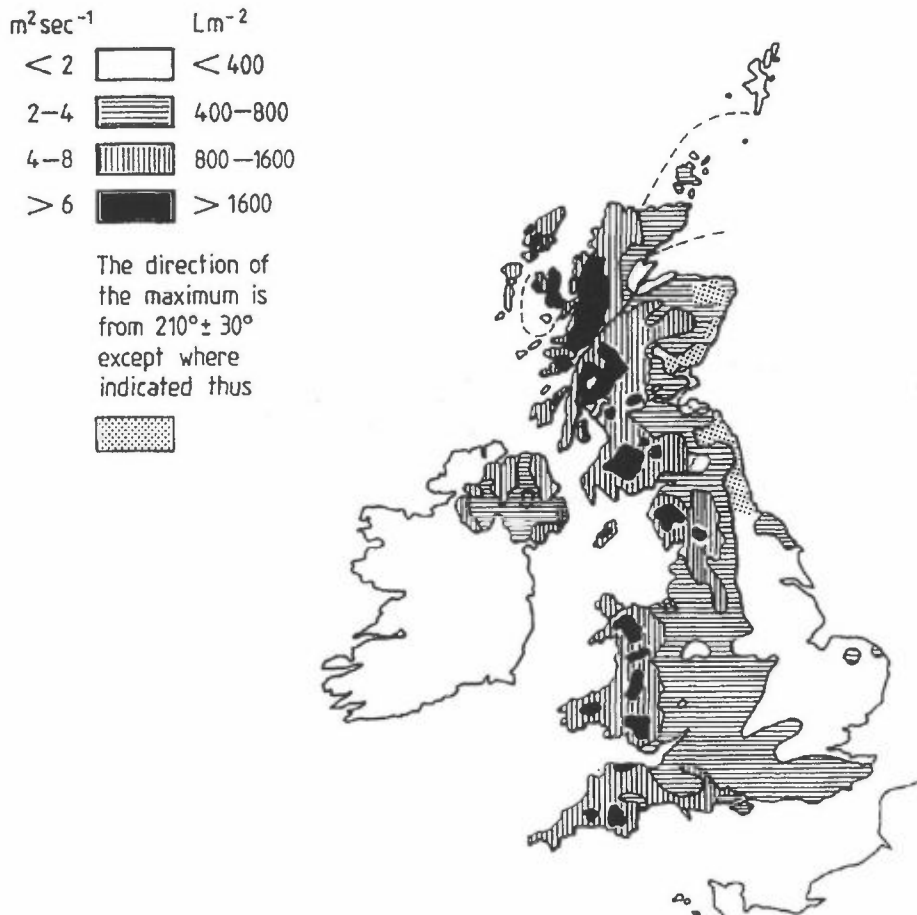 m²sec⁻¹ Lm⁻²
< 2 < 400
2–4 400–800
4–8 800–1600
> 6 > 1600
The direction of
the maximum is
from 210°± 30°
except where
indicated thus